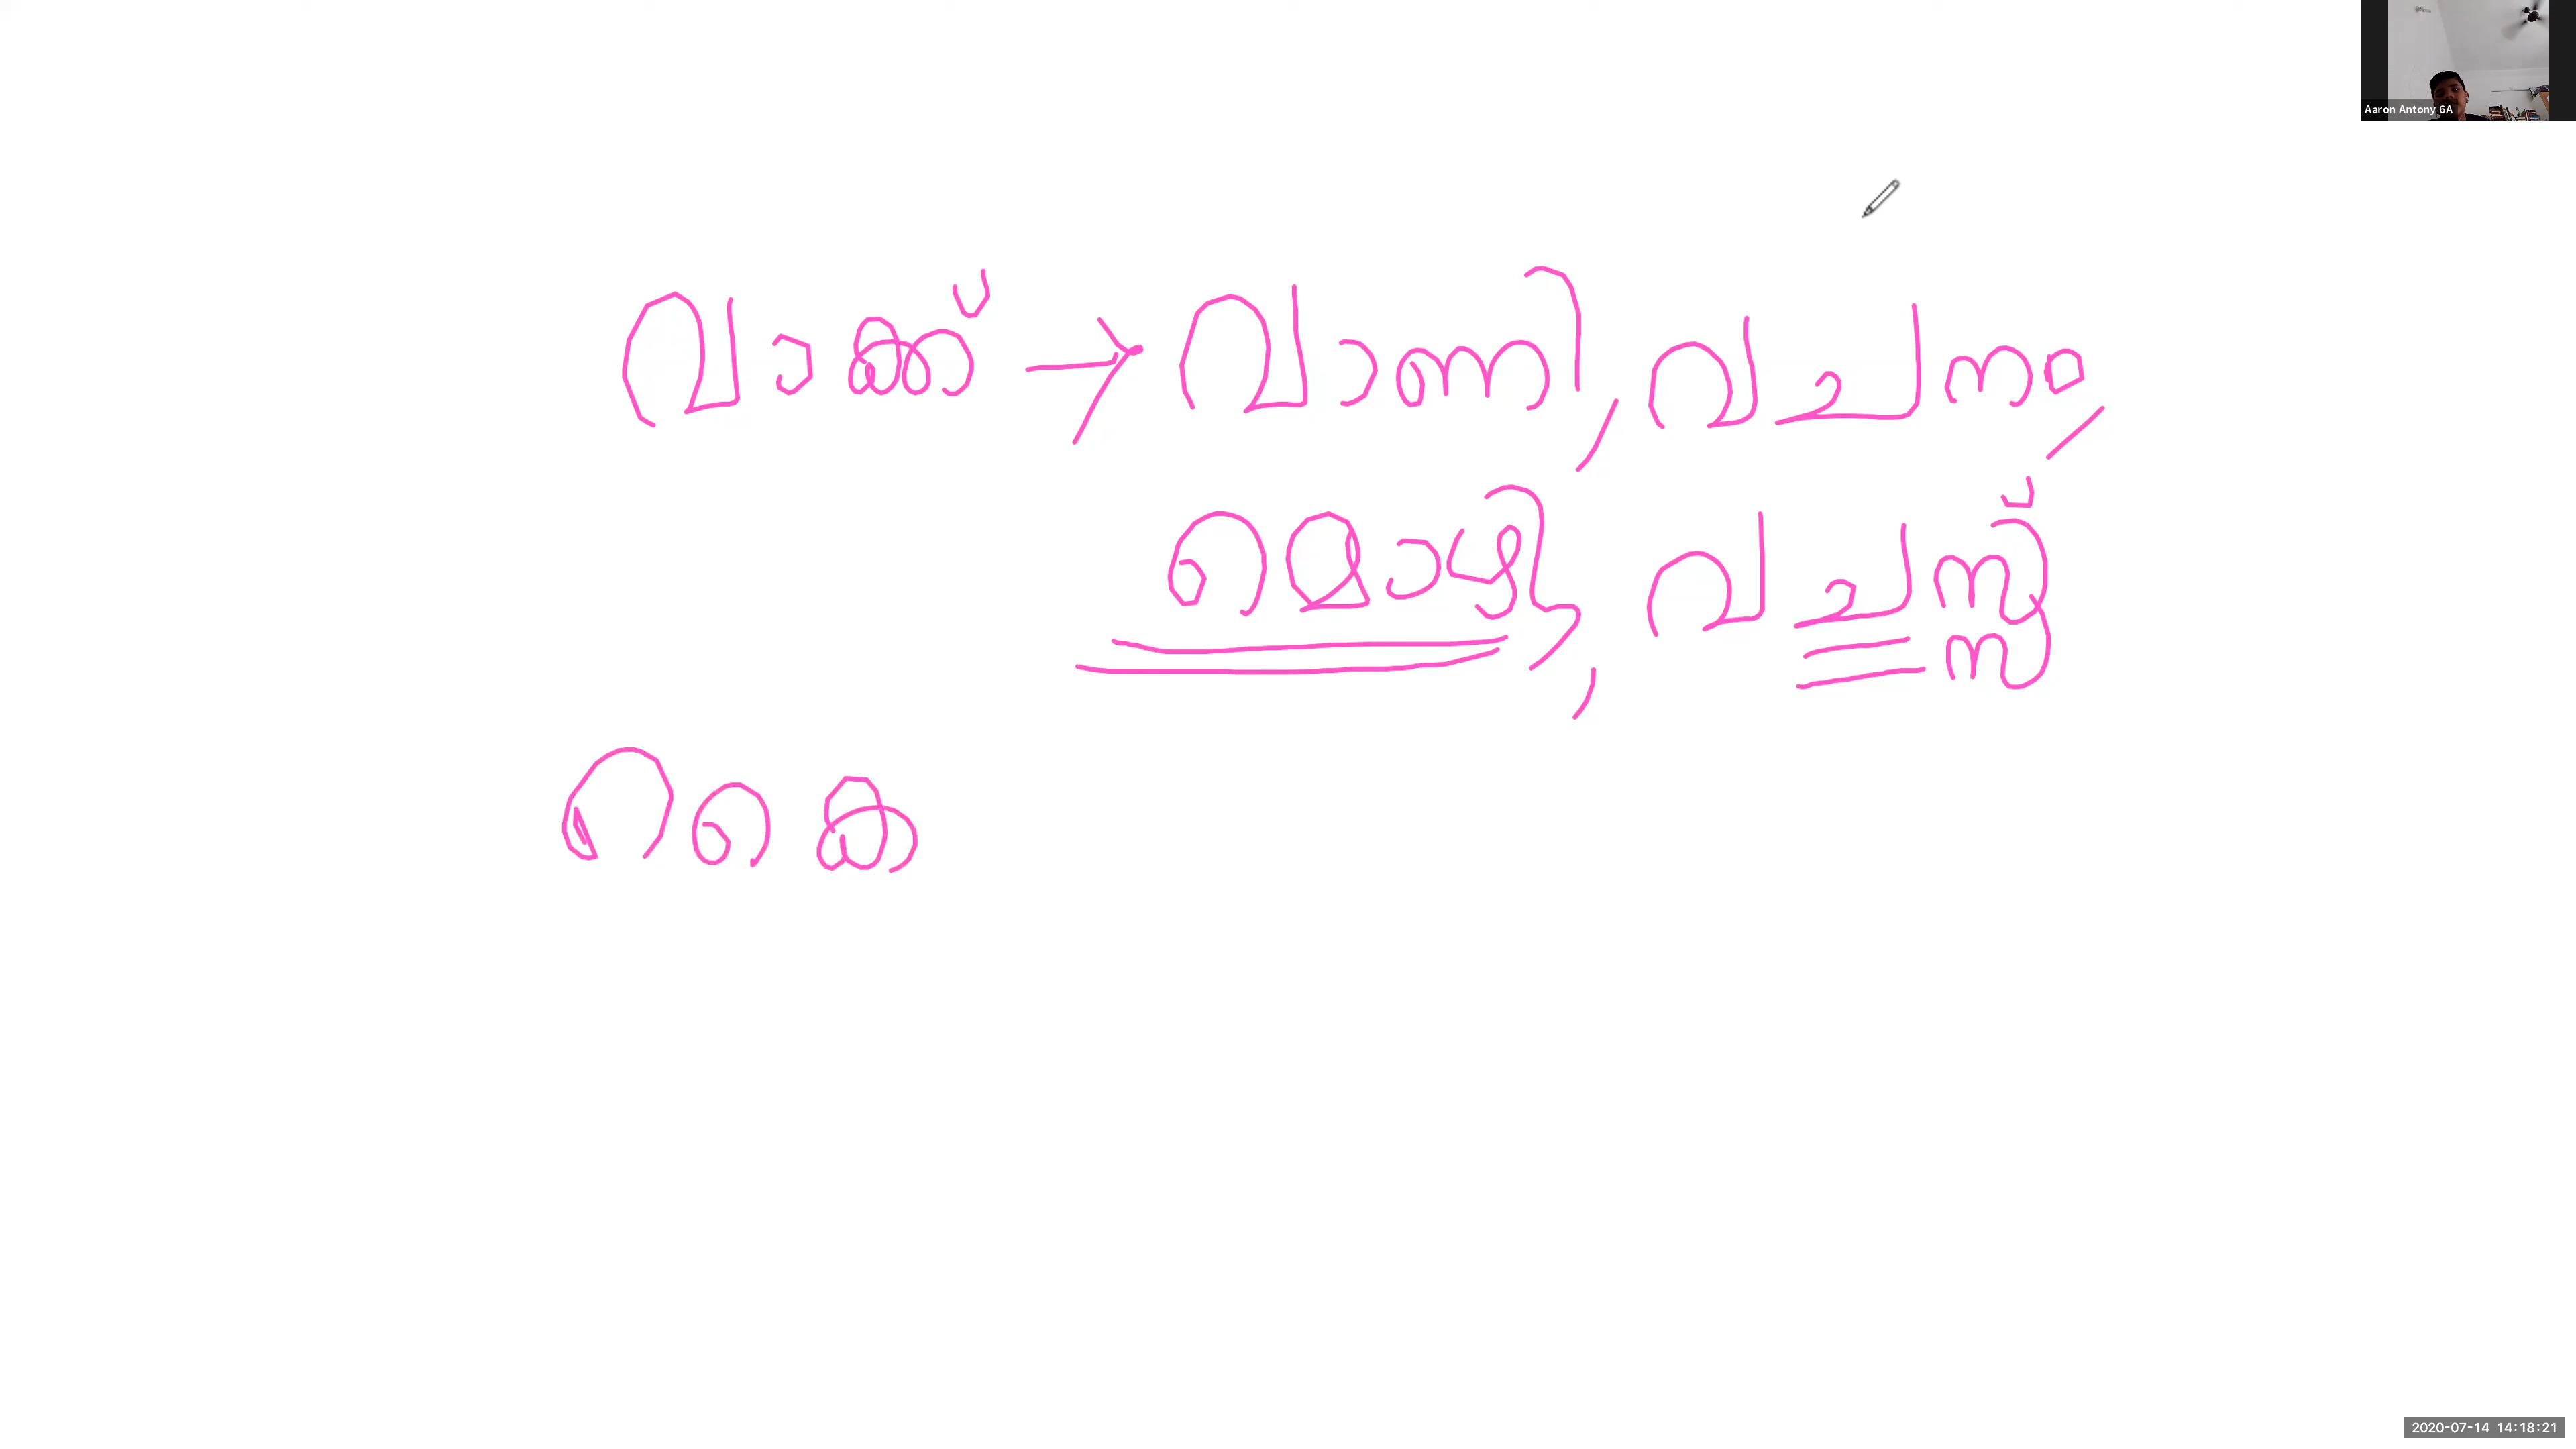 Aaron Antony 6A
വാക്ക് → വാണി, വചനം,
മൊഴി, വചസ്സ്
2020-07-14 14:18:21